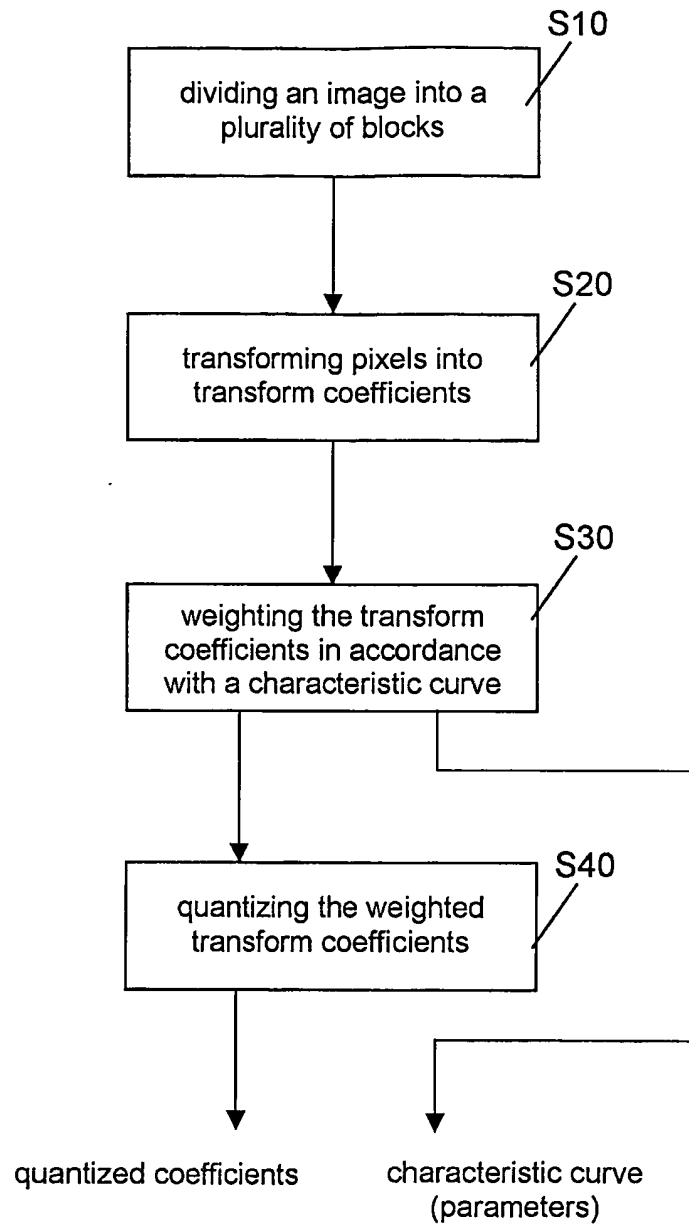 S10
dividing an image into a
plurality of blocks
S20
transforming pixels into
transform coefficients
S30
weighting the transform
coefficients in accordance
with a characteristic curve
S40
quantizing the weighted
transform coefficients
quantized coefficients
characteristic curve
(parameters)